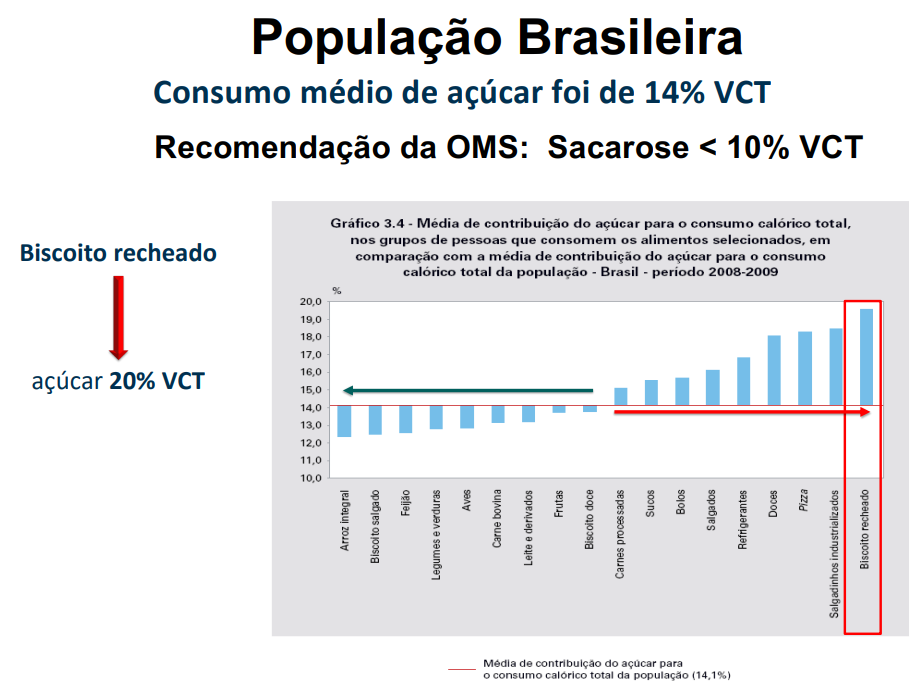 População Brasileira
Consumo médio de açúcar foi de 14% VCT
Recomendação da OMS: Sacarose < 10% VCT
Biscoito recheado
açúcar 20% VCT
Gráfico 3.4 - Média de contribuição do açúcar para o consumo calórico total,
nos grupos de pessoas que consomem os alimentos selecionados, em
comparação com a média de contribuição do açúcar para o consumo
calórico total da população - Brasil - período 2008-2009
%
20,0
19,0
18,0
17,0
16,0
15,0
14,0
13,0
12,0
11,0
10,0
Arroz integral
Biscoito salgado
Feijão
Legumes e verduras
Aves
Carne bovina
Leite e derivados
Frutas
Biscoito doce
Carnes processadas
Sucos
Bolos
Salgados
Refrigerantes
Doces
Pizza
Salgadinhos industrializados
Biscoito recheado
Média de contribuição do açúcar para
o consumo calórico total da população (14,1%)